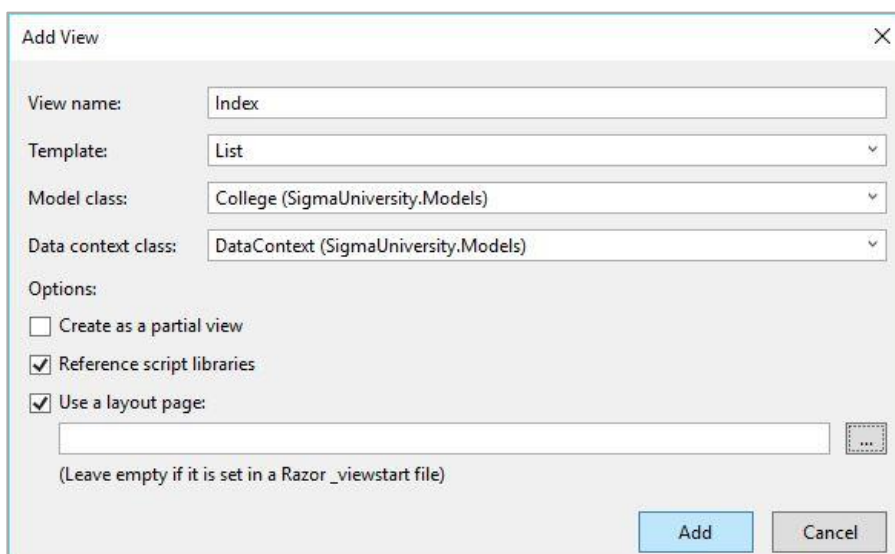 Add View
View name: Index
Template: List
Model class: College (SigmaUniversity.Models)
Data context class: DataContext (SigmaUniversity.Models)
Options:
Create as a partial view
Reference script libraries
Use a layout page:
...
(Leave empty if it is set in a Razor _viewstart file)
Add Cancel